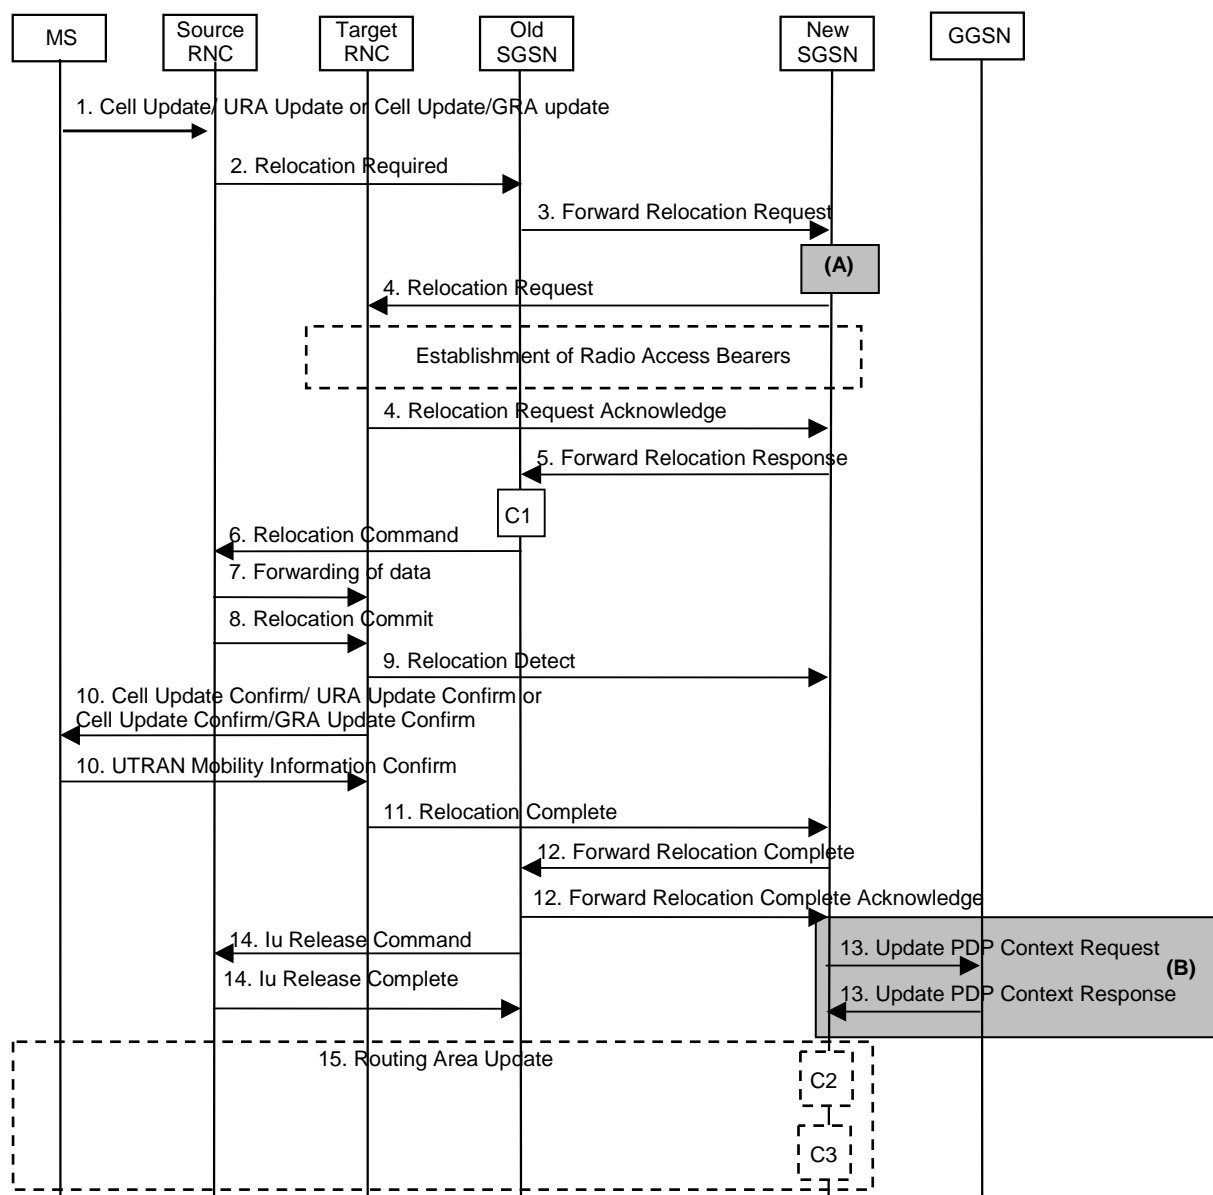 MS
Source
RNC
Target
RNC
Old
SGSN
New
SGSN
GGSN
1. Cell Update/ URA Update or Cell Update/GRA update
2. Relocation Required
3. Forward Relocation Request
(A)
4. Relocation Request
Establishment of Radio Access Bearers
4. Relocation Request Acknowledge
5. Forward Relocation Response
C1
6. Relocation Command
7. Forwarding of data
8. Relocation Commit
9. Relocation Detect
10. Cell Update Confirm/ URA Update Confirm or
Cell Update Confirm/GRA Update Confirm
10. UTRAN Mobility Information Confirm
11. Relocation Complete
12. Forward Relocation Complete
12. Forward Relocation Complete Acknowledge
14. Iu Release Command
13. Update PDP Context Request
(B)
14. Iu Release Complete
13. Update PDP Context Response
15. Routing Area Update
C2
C3